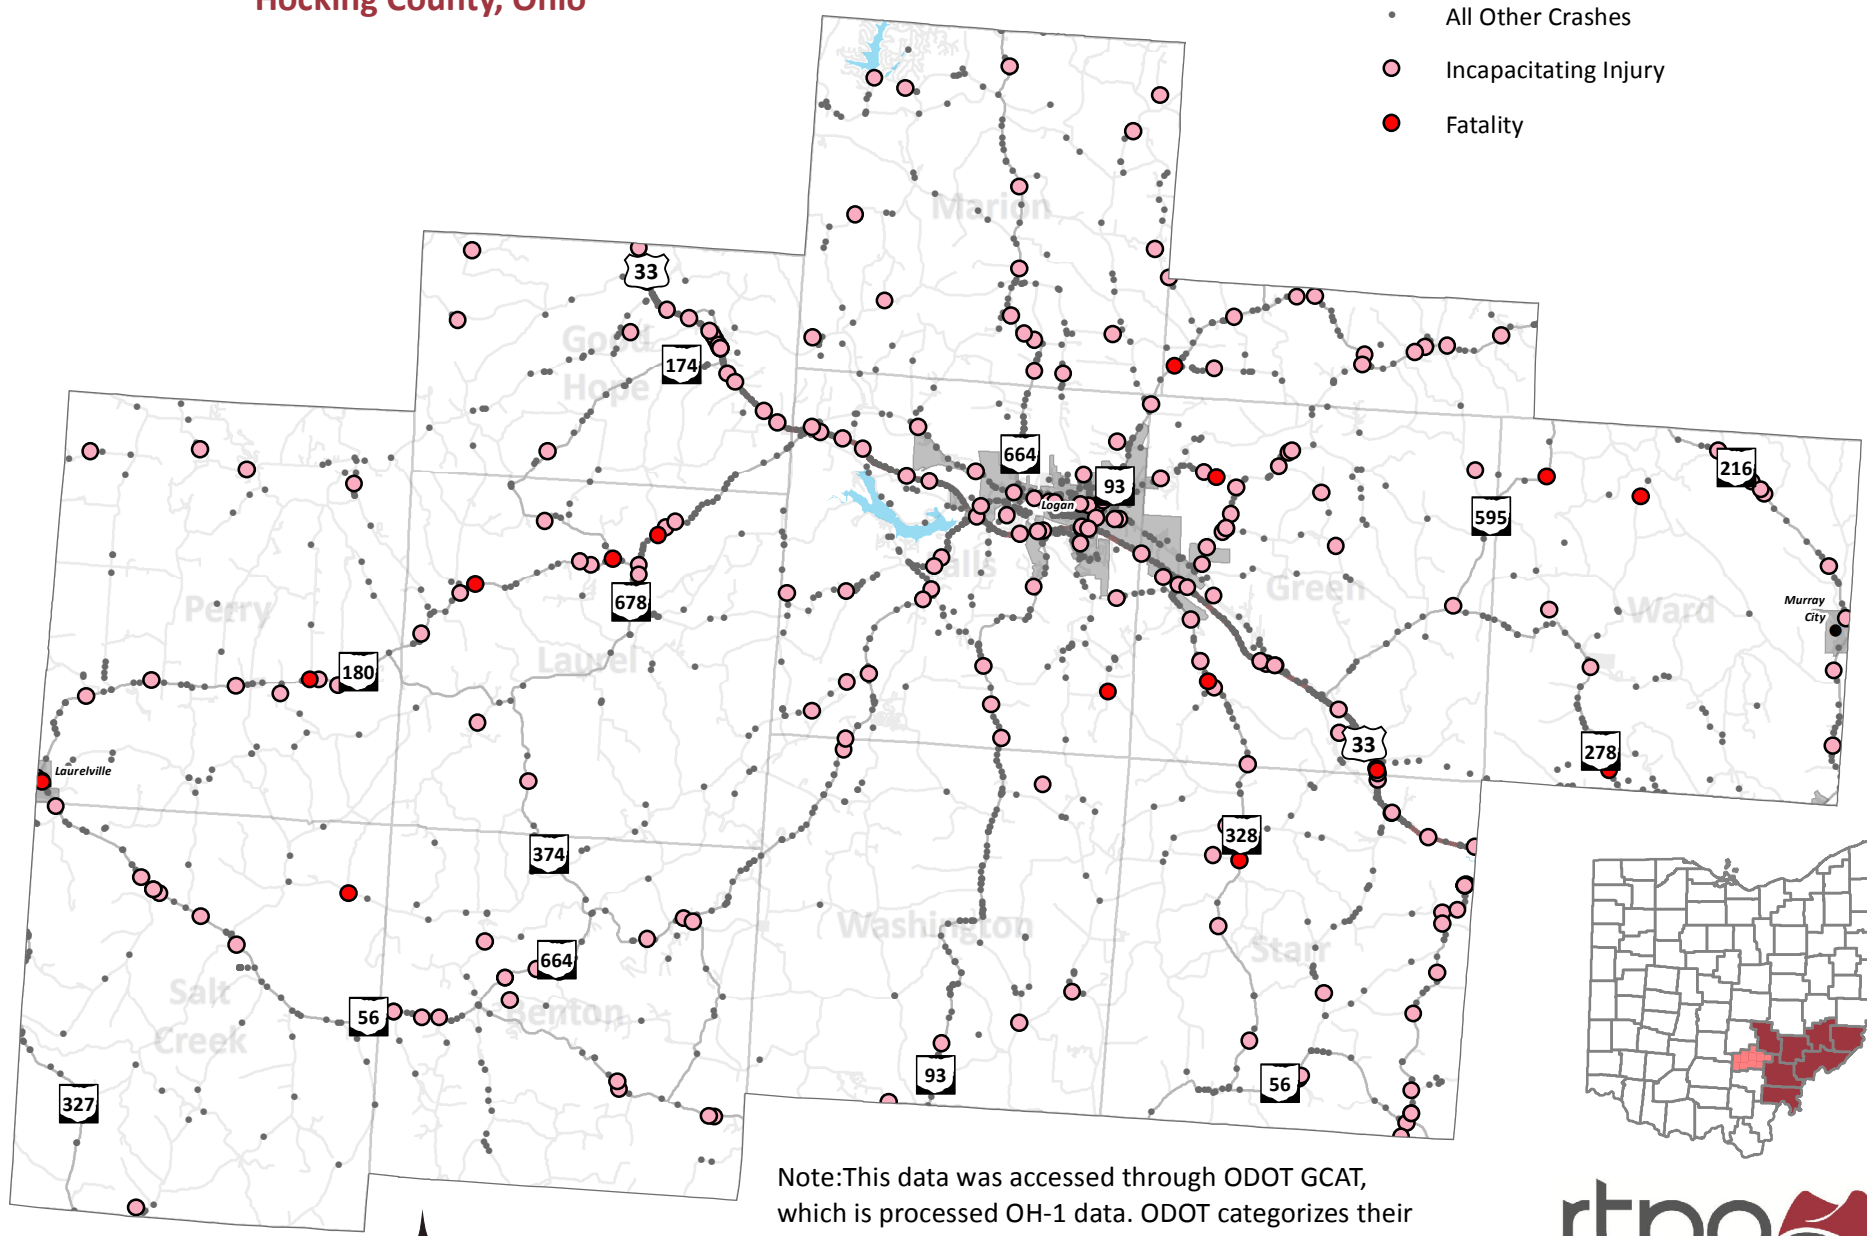 Hocking County, Ohio
All Other Crashes
Incapacitating Injury
Fatality
Marion
33
Good
Hope
174
664
93
Logan
216
595
Falls
Green
Perry
678
Laurel
Ward
Murray
City
180
33
278
Laurelville
374
328
Washington
Starr
664
Salt
Creek
56
Benton
93
56
327
Note:This data was accessed through ODOT GCAT,
which is processed OH-1 data. ODOT categorizes their
rtpo